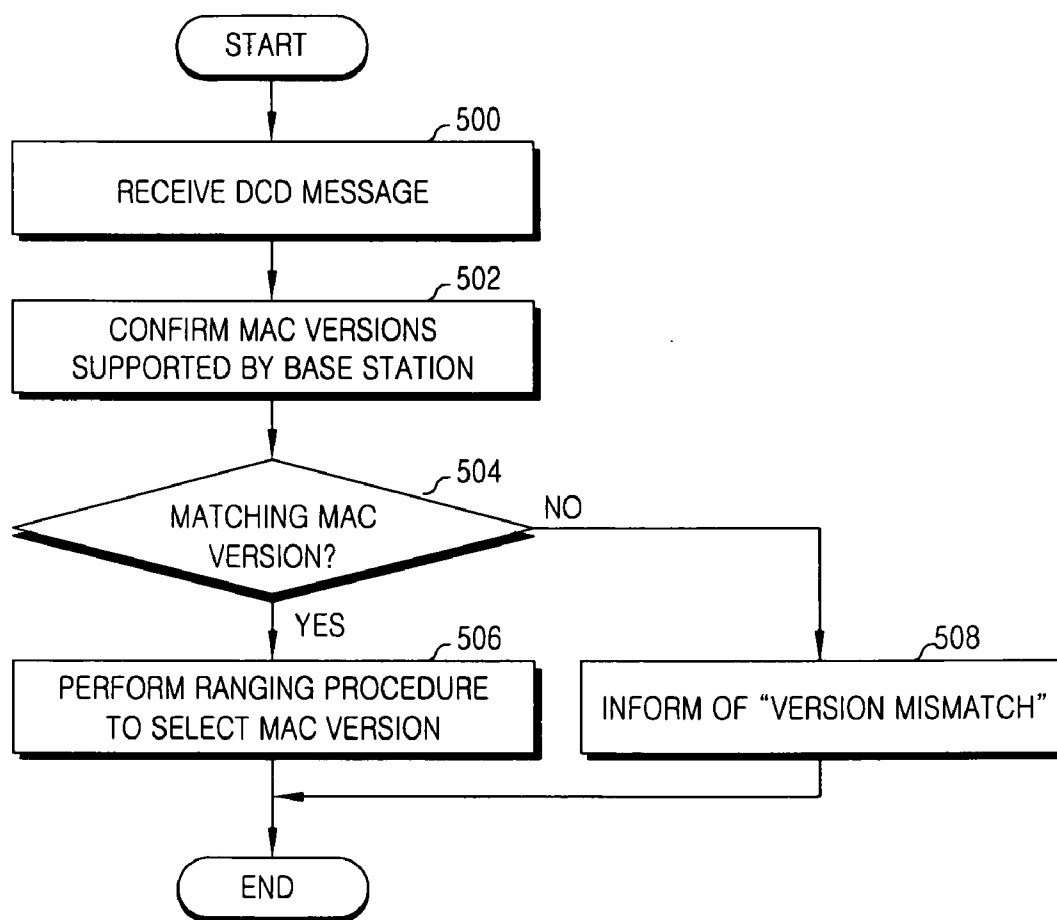 START
500
RECEIVE DCD MESSAGE
502
CONFIRM MAC VERSIONS
SUPPORTED BY BASE STATION
504
MATCHING MAC
VERSION?
NO
YES
506
PERFORM RANGING PROCEDURE
TO SELECT MAC VERSION
508
INFORM OF “VERSION MISMATCH”
END